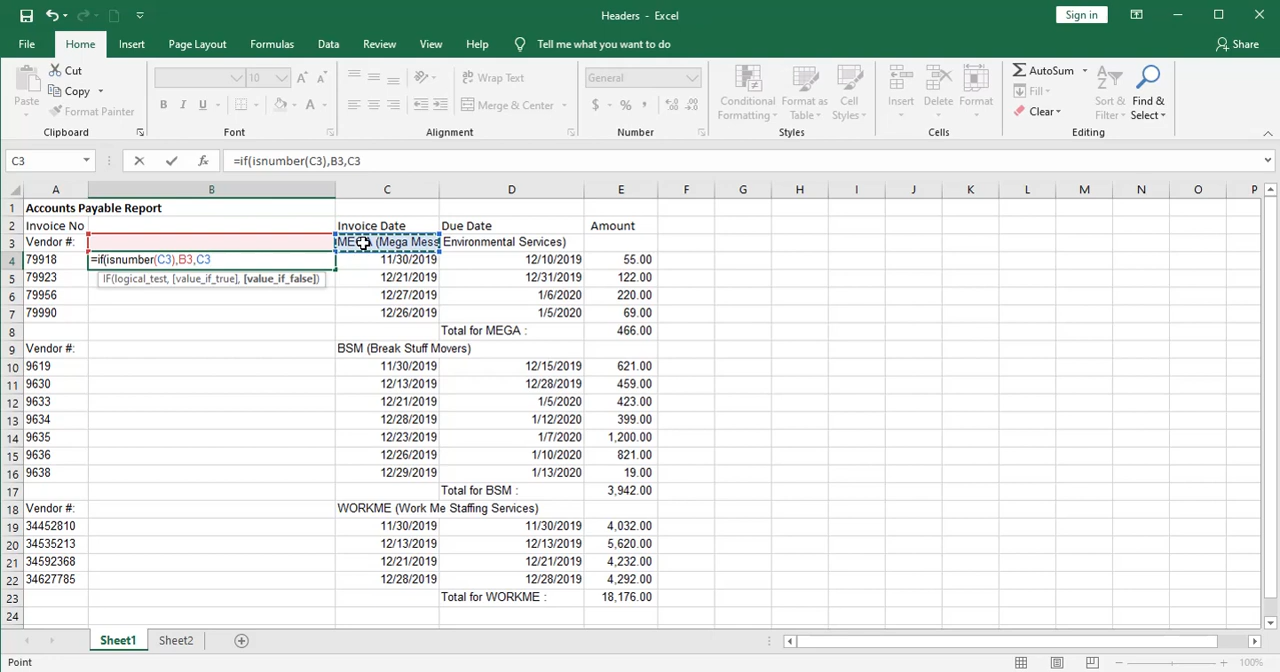 Headers - Excel
Sign in
File Home Insert Page Layout Formulas Data Review View Help Tell me what you want to do Share
Paste
Cut
Copy
Format Painter
Clipboard
10
A A
B I U A
Font
ab Wrap Text
Merge & Center
Alignment
General
$ % ,
Number
Conditional Formatting
Format as Table
Cell Styles
Styles
Insert
Delete
Format
Cells
AutoSum
Fill
Clear
Sort & Filter
Find & Select
Editing
C3 fx =if(isnumber(C3),B3,C3
A B C D E F G H I J K L M N O P
1 Accounts Payable Report
2 Invoice No Invoice Date Due Date Amount
3 Vendor #: MEGA (Mega Mess Environmental Services)
4 79918 =if(isnumber(C3),B3,C3 11/30/2019 12/10/2019 55.00
IF(logical_test, [value_if_true], [value_if_false])
5 79923 12/21/2019 12/31/2019 122.00
6 79956 12/27/2019 1/6/2020 220.00
7 79990 12/26/2019 1/5/2020 69.00
8 Total for MEGA : 466.00
9 Vendor #: BSM (Break Stuff Movers)
10 9619 11/30/2019 12/15/2019 621.00
11 9630 12/13/2019 12/28/2019 459.00
12 9633 12/21/2019 1/5/2020 423.00
13 9634 12/28/2019 1/12/2020 399.00
14 9635 12/23/2019 1/7/2020 1,200.00
15 9636 12/26/2019 1/10/2020 821.00
16 9638 12/29/2019 1/13/2020 19.00
17 Total for BSM : 3,942.00
18 Vendor #: WORKME (Work Me Staffing Services)
19 34452810 11/30/2019 11/30/2019 4,032.00
20 34535213 12/13/2019 12/13/2019 5,620.00
21 34592368 12/21/2019 12/21/2019 4,232.00
22 34627785 12/28/2019 12/28/2019 4,292.00
23 Total for WORKME : 18,176.00
24
Sheet1 Sheet2
Point 100%